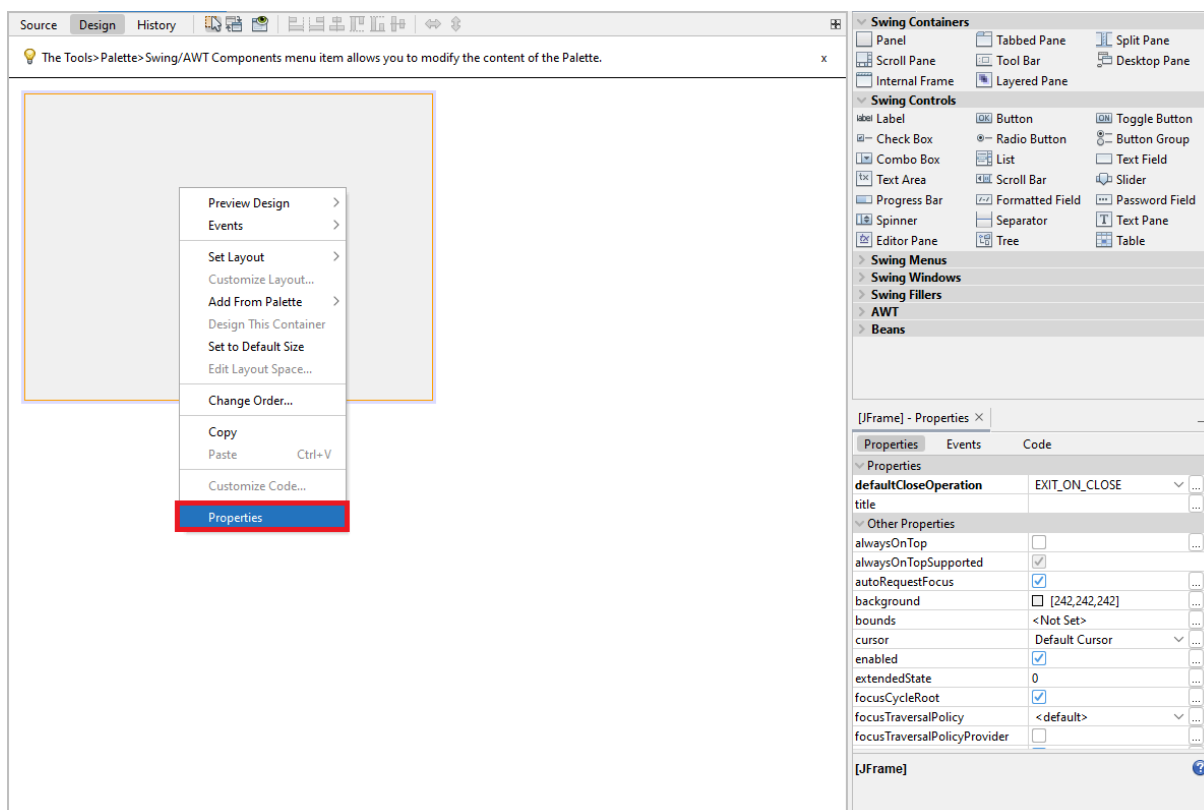 Source Design History
The Tools>Palette>Swing/AWT Components menu item allows you to modify the content of the Palette. x
Preview Design
Events
Set Layout
Customize Layout...
Add From Palette
Design This Container
Set to Default Size
Edit Layout Space...
Change Order...
Copy
Paste Ctrl+V
Customize Code...
Properties
Swing Containers
Panel Tabbed Pane Split Pane
Scroll Pane Tool Bar Desktop Pane
Internal Frame Layered Pane
Swing Controls
label Label OK Button ON Toggle Button
Check Box Radio Button Button Group
Combo Box List Text Field
tx Text Area Scroll Bar Slider
Progress Bar Formatted Field Password Field
Spinner Separator T Text Pane
Editor Pane Tree Table
Swing Menus
Swing Windows
Swing Fillers
AWT
Beans
[JFrame] - Properties ×
Properties Events Code
Properties
defaultCloseOperation EXIT_ON_CLOSE ...
title ...
Other Properties
alwaysOnTop ...
alwaysOnTopSupported
autoRequestFocus ...
background [242,242,242] ...
bounds <Not Set> ...
cursor Default Cursor ...
enabled ...
extendedState 0 ...
focusCycleRoot ...
focusTraversalPolicy <default> ...
focusTraversalPolicyProvider ...
[JFrame] ?